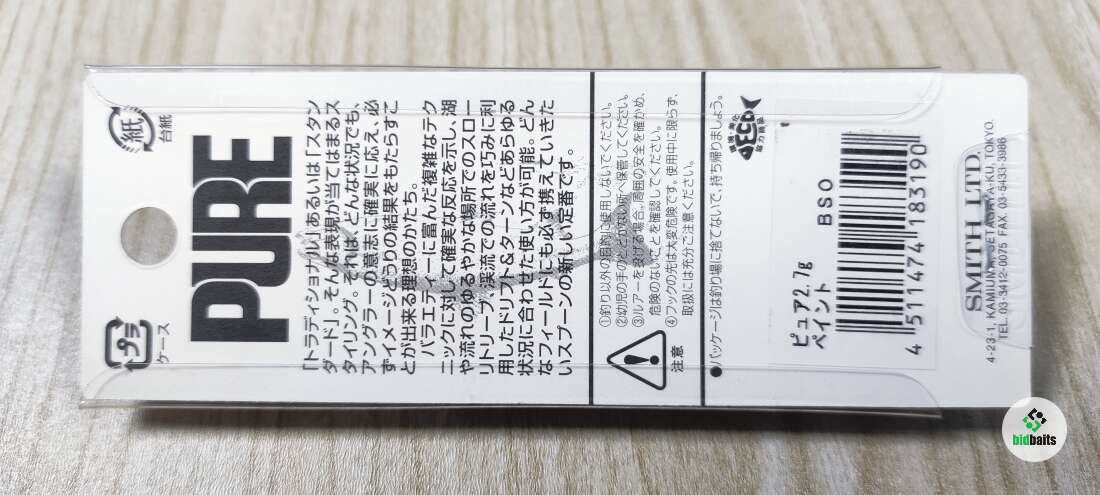 紙
台紙
プラ
ケース
PURE
「トラディショナル」あるいは「スタン
ダード」。そんな表現が当てはまるス
タイリング。それは、どんな状況でも、
アングラーの意志に確実に応え、必
ずイメージどうりの結果をもたらすこ
とが出来る理想のかたち。
バラエティーに富んだ複雑なテク
ニックに対して確実な反応を示し、湖
や流れのゆるやかな場所でのスロー
リトリーブ、渓流での流れを巧みに利
用したドリフト&ターンなどあらゆる
状況に合わせた使い方が可能。どん
なフィールドにも必ず携えていきた
いスプーンの新しい定番です。
注意
①釣り以外の目的に使用しないでください。
②幼児の手のとどかない所へ保管してください。
③ルアーを投げる場合、周囲の安全を確かめ、
危険のないことを確認してください。
④フックの先は大変危険です。使用中に限らず、
取扱には充分ご注意ください。
●パッケージは釣り場に捨てないで、持ち帰りましょう。
環境・美化
ECO
協力商品
ピュア2.7g
ペイント
BSO
4511474183190
SMITH LTD.
4-23-1, KAMIUMA, SETAGAYA-KU, TOKYO.
TEL. 03-3412-0075 FAX. 03-5433-3986
bidbaits